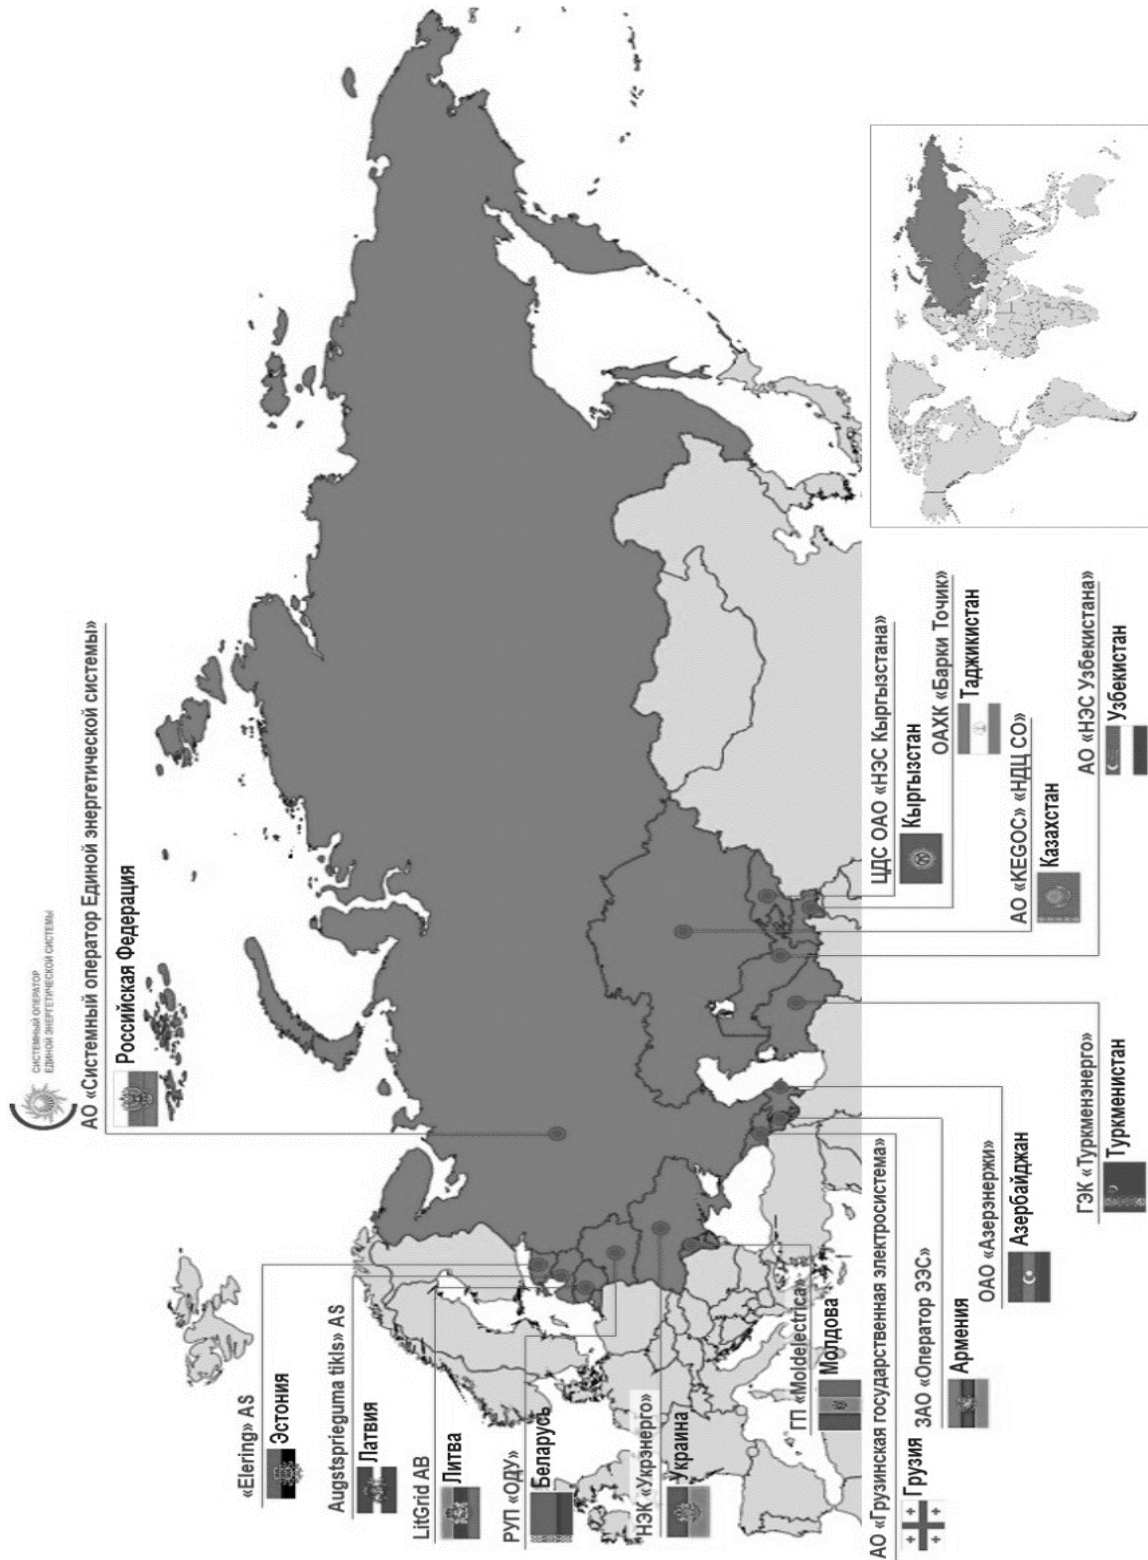 СИСТЕМНЫЙ ОПЕРАТОР
ЕДИНОЙ ЭНЕРГЕТИЧЕСКОЙ СИСТЕМЫ
АО «Системный оператор Единой энергетической системы»
Российская Федерация
«Elering» AS
Эстония
Augstsprieguma tikls» AS
Латвия
LitGrid AB
Литва
РУП «ОДУ»
Беларусь
НЭК «Укрэнерго»
Украина
ГП «Moldelectrica»
Молдова
АО «Грузинская государственная электросистема»
Грузия
ЗАО «Оператор ЭЭС»
Армения
ОАО «Азерэнержи»
Азербайджан
ГЭК «Туркменэнерго»
Туркменистан
ЦДС ОАО «НЭС Кыргызстана»
Кыргызстан
ОАХК «Барки Точик»
Таджикистан
АО «KEGOC» «НДЦ СО»
Казахстан
АО «НЭС Узбекистана»
Узбекистан